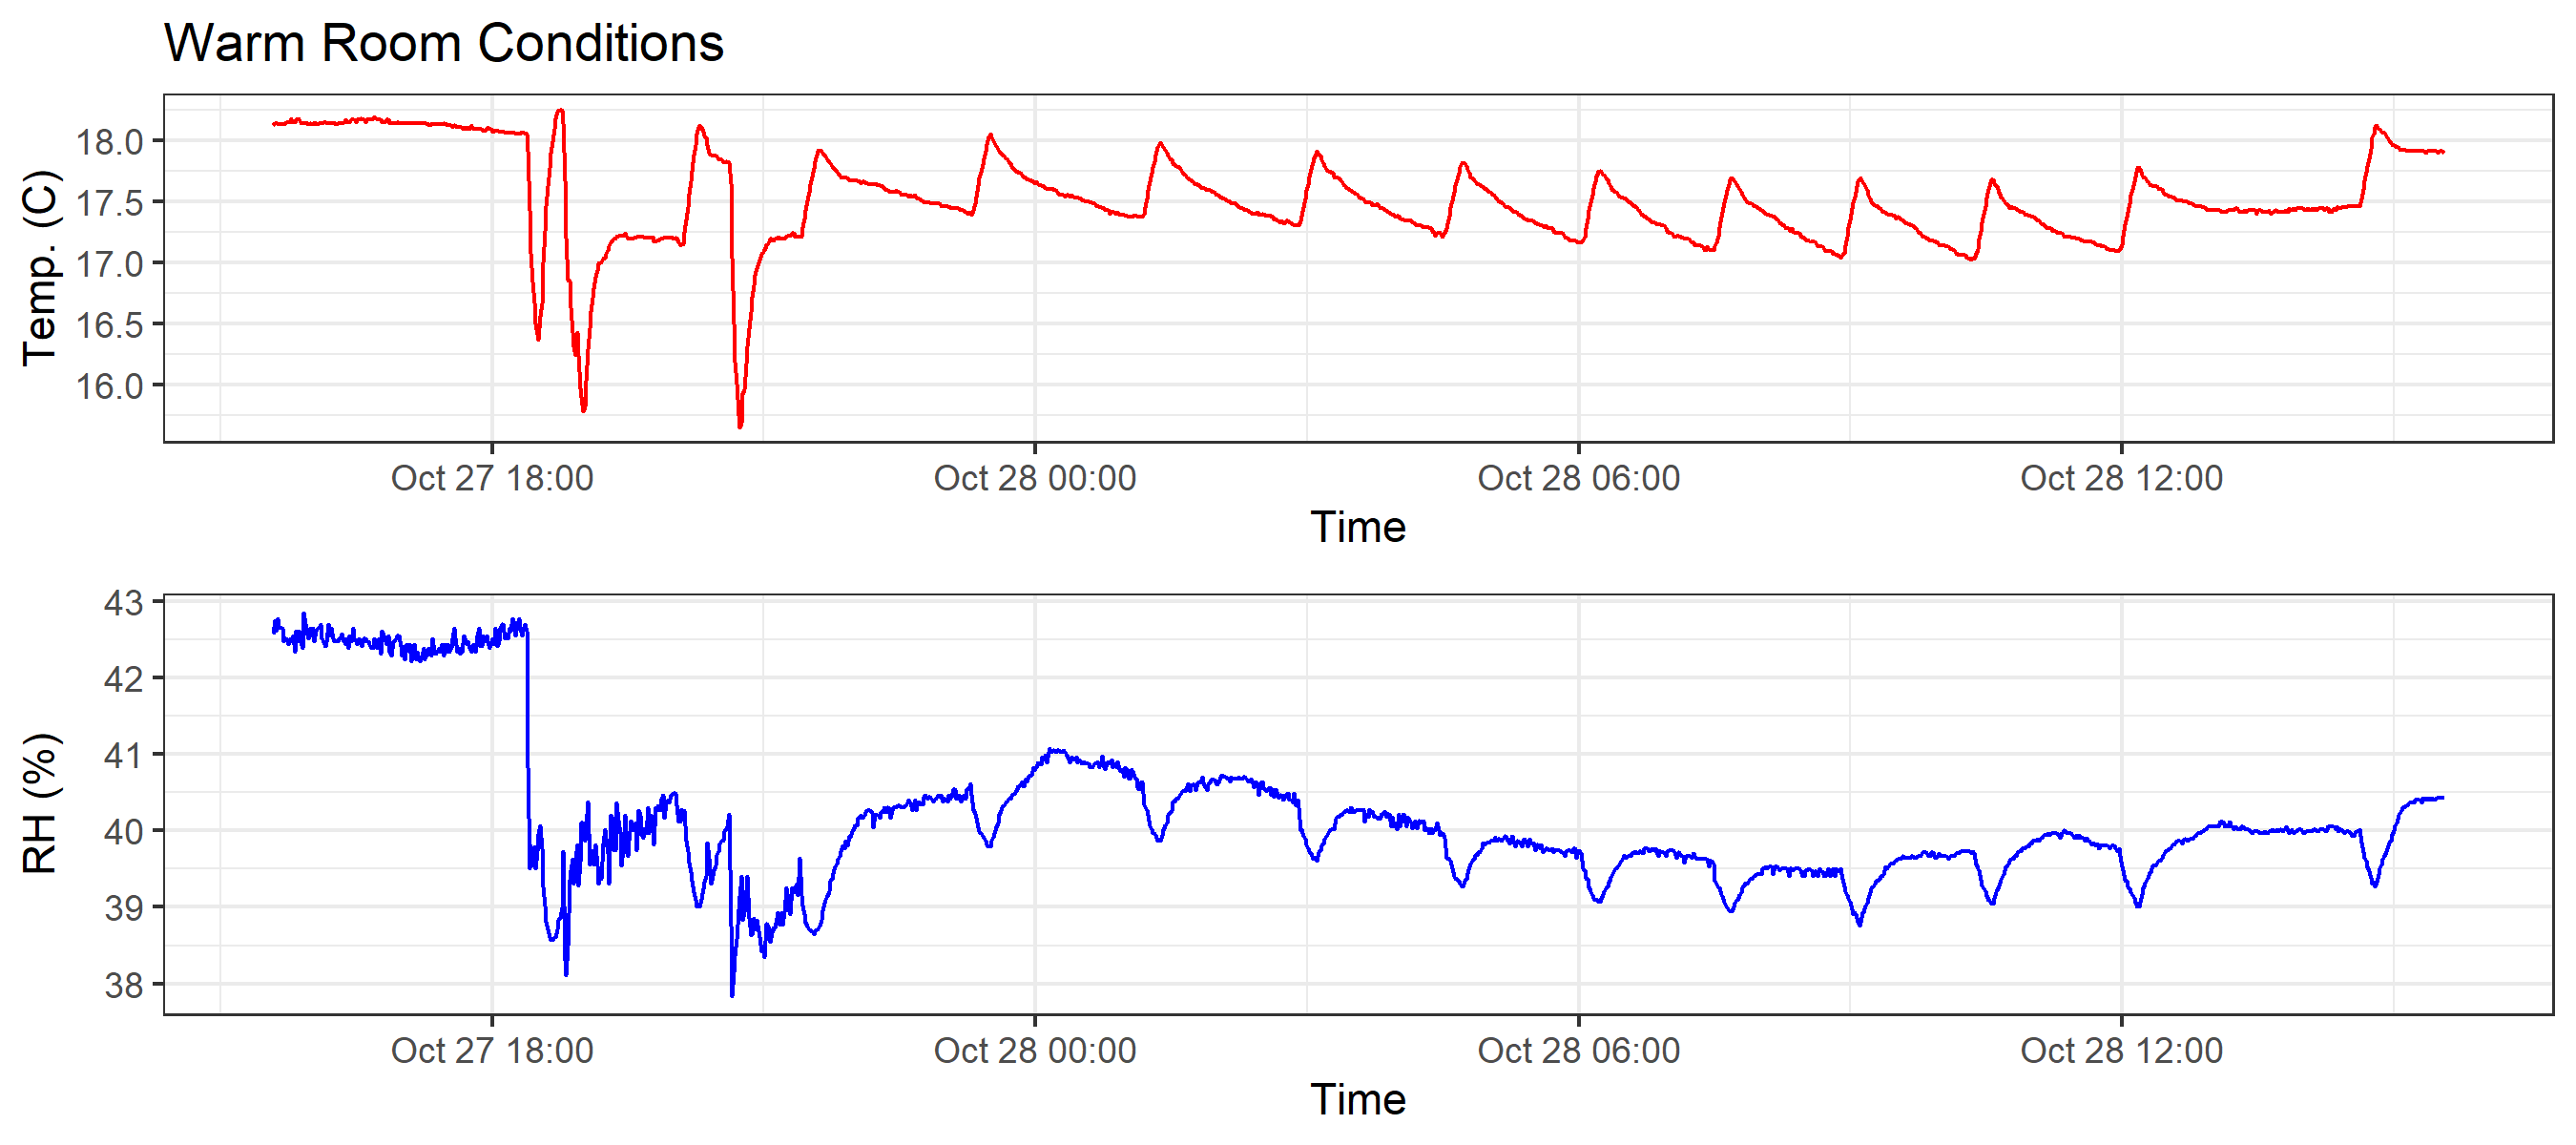 Warm Room Conditions
Temp. (C)
18.0
17.5
17.0
16.5
16.0
Oct 27 18:00 Oct 28 00:00 Oct 28 06:00 Oct 28 12:00
Time
RH (%)
43
42
41
40
39
38
Oct 27 18:00 Oct 28 00:00 Oct 28 06:00 Oct 28 12:00
Time